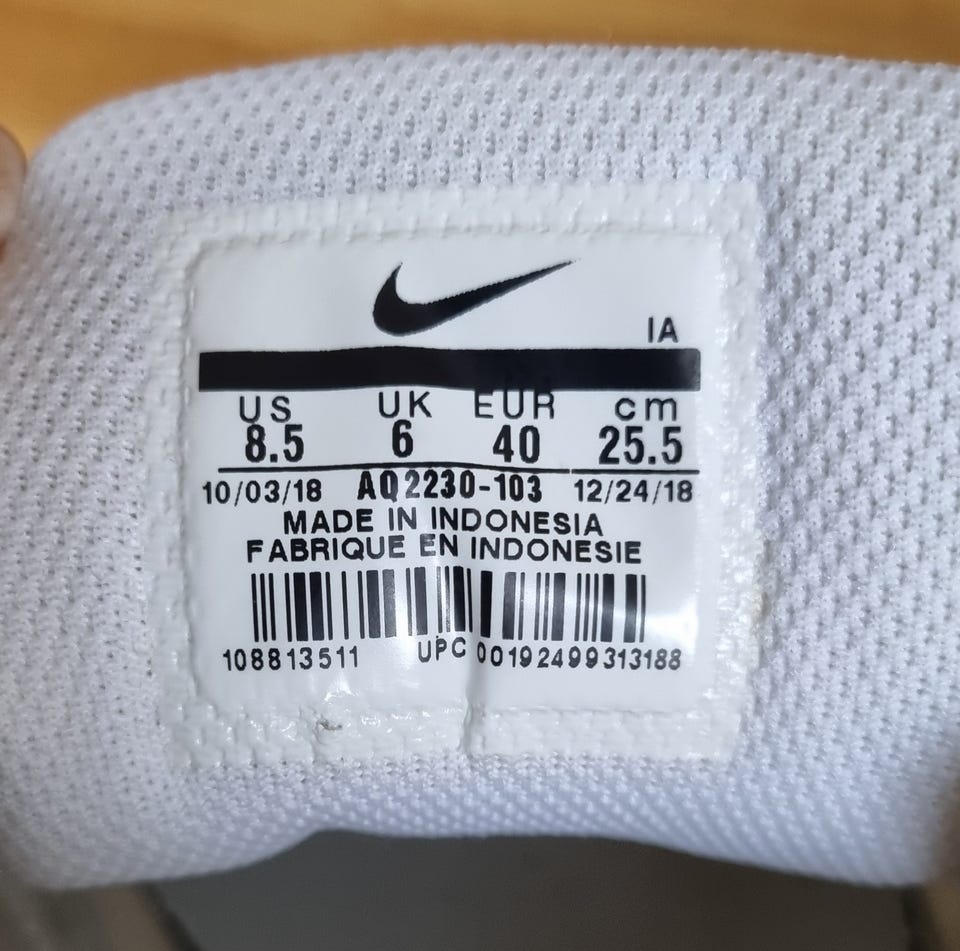 IA
US UK EUR cm
8.5 6 40 25.5
10/03/18 AQ2230-103 12/24/18
MADE IN INDONESIA
FABRIQUE EN INDONESIE
108813511 UPC 00192499313188